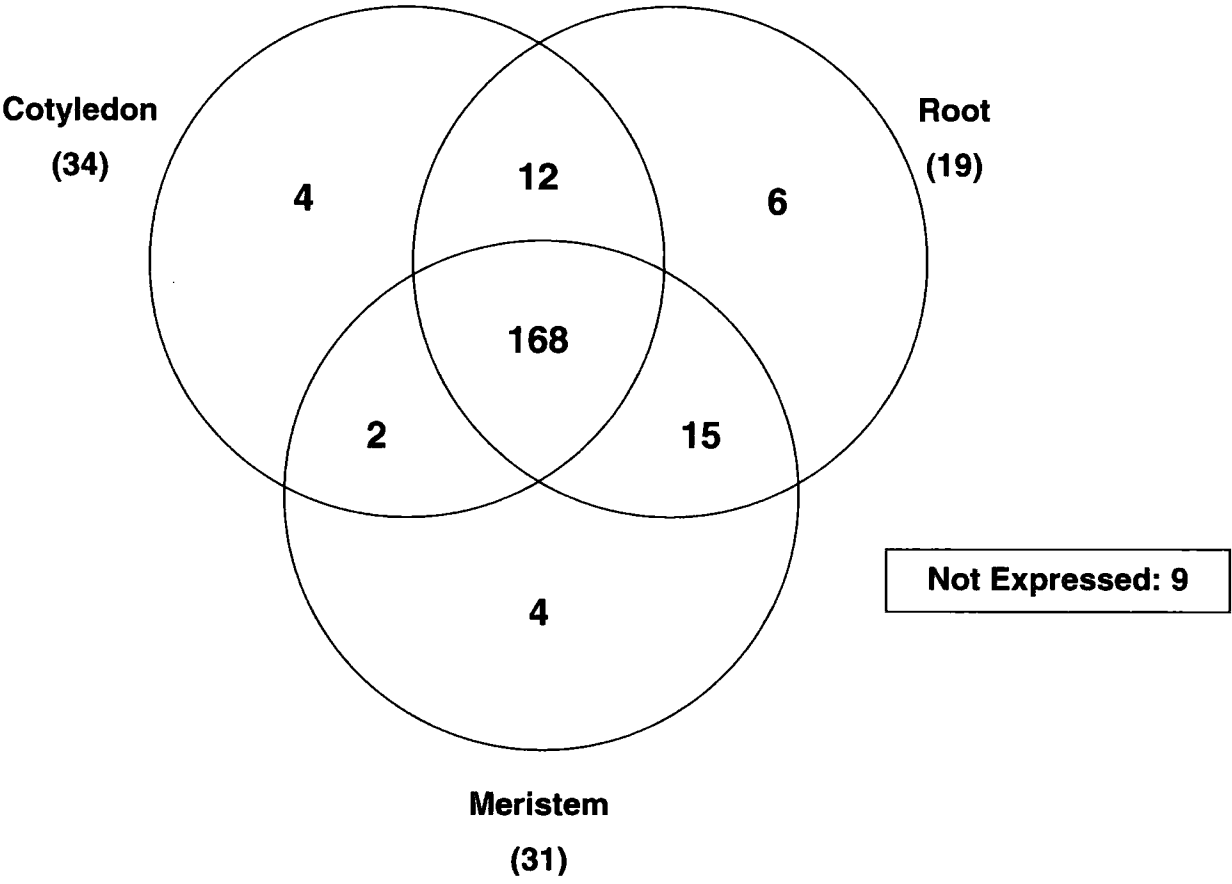 Cotyledon
(34)
Root
(19)
4
12
6
168
2
15
4
Not Expressed: 9
Meristem
(31)